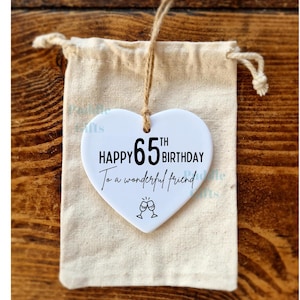 HAPPY 65TH BIRTHDAY
To a wonderful friend